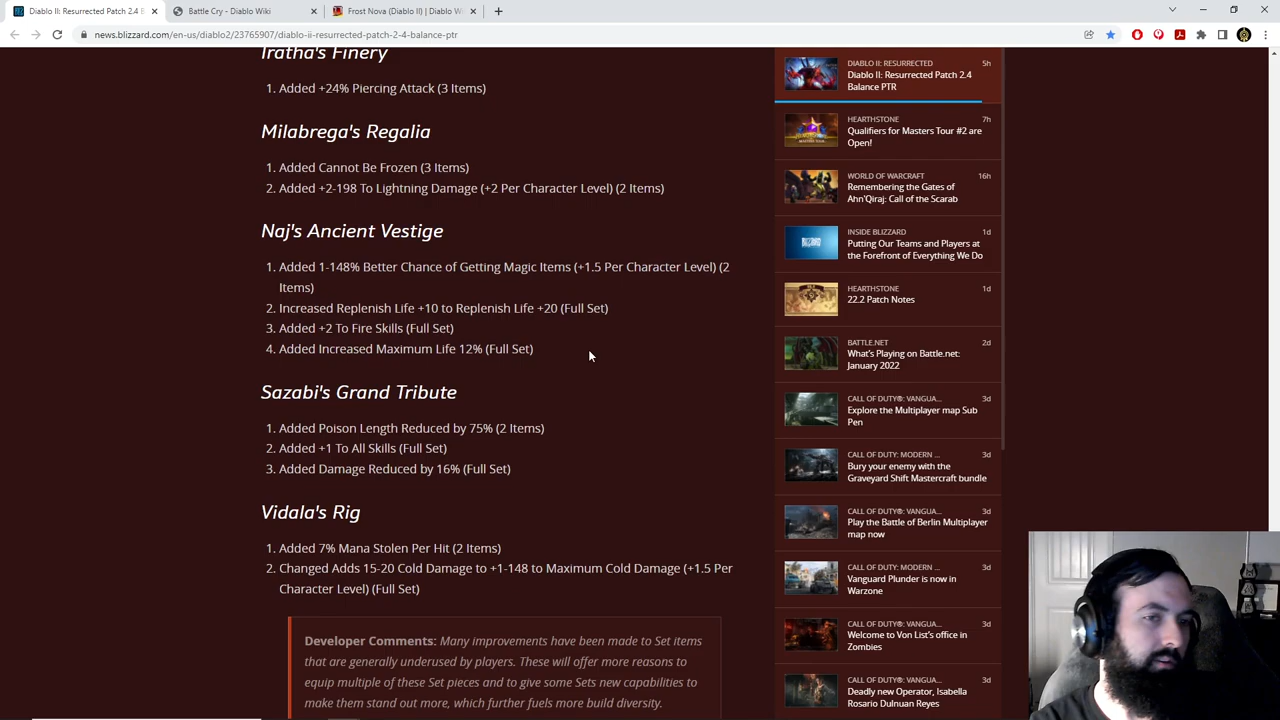 Diablo II: Resurrected Patch 2.4 B
Battle Cry - Diablo Wiki
Frost Nova (Diablo II) | Diablo W
news.blizzard.com/en-us/diablo2/23765907/diablo-ii-resurrected-patch-2-4-balance-ptr
Iratha's Finery
1. Added +24% Piercing Attack (3 Items)
Milabrega's Regalia
1. Added Cannot Be Frozen (3 Items)
2. Added +2-198 To Lightning Damage (+2 Per Character Level) (2 Items)
Naj's Ancient Vestige
1. Added 1-148% Better Chance of Getting Magic Items (+1.5 Per Character Level) (2
Items)
2. Increased Replenish Life +10 to Replenish Life +20 (Full Set)
3. Added +2 To Fire Skills (Full Set)
4. Added Increased Maximum Life 12% (Full Set)
Sazabi's Grand Tribute
1. Added Poison Length Reduced by 75% (2 Items)
2. Added +1 To All Skills (Full Set)
3. Added Damage Reduced by 16% (Full Set)
Vidala's Rig
1. Added 7% Mana Stolen Per Hit (2 Items)
2. Changed Adds 15-20 Cold Damage to +1-148 to Maximum Cold Damage (+1.5 Per
Character Level) (Full Set)
Developer Comments: Many improvements have been made to Set items
that are generally underused by players. These will offer more reasons to
equip multiple of these Set pieces and to give some Sets new capabilities to
make them stand out more, which further fuels more build diversity.
DIABLO II: RESURRECTED 5h
Diablo II: Resurrected Patch 2.4
Balance PTR
HEARTHSTONE 7h
Qualifiers for Masters Tour #2 are
Open!
WORLD OF WARCRAFT 16h
Remembering the Gates of
Ahn'Qiraj: Call of the Scarab
INSIDE BLIZZARD 1d
Putting Our Teams and Players at
the Forefront of Everything We Do
HEARTHSTONE 1d
22.2 Patch Notes
BATTLE.NET 2d
What's Playing on Battle.net:
January 2022
CALL OF DUTY®: VANGUA... 3d
Explore the Multiplayer map Sub
Pen
CALL OF DUTY: MODERN ... 3d
Bury your enemy with the
Graveyard Shift Mastercraft bundle
CALL OF DUTY®: VANGUA... 3d
Play the Battle of Berlin Multiplayer
map now
CALL OF DUTY: MODERN ... 3d
Vanguard Plunder is now in
Warzone
CALL OF DUTY®: VANGUA... 3d
Welcome to Von List's office in
Zombies
CALL OF DUTY®: VANGUA... 3d
Deadly new Operator, Isabella
Rosario Dulnuan Reyes